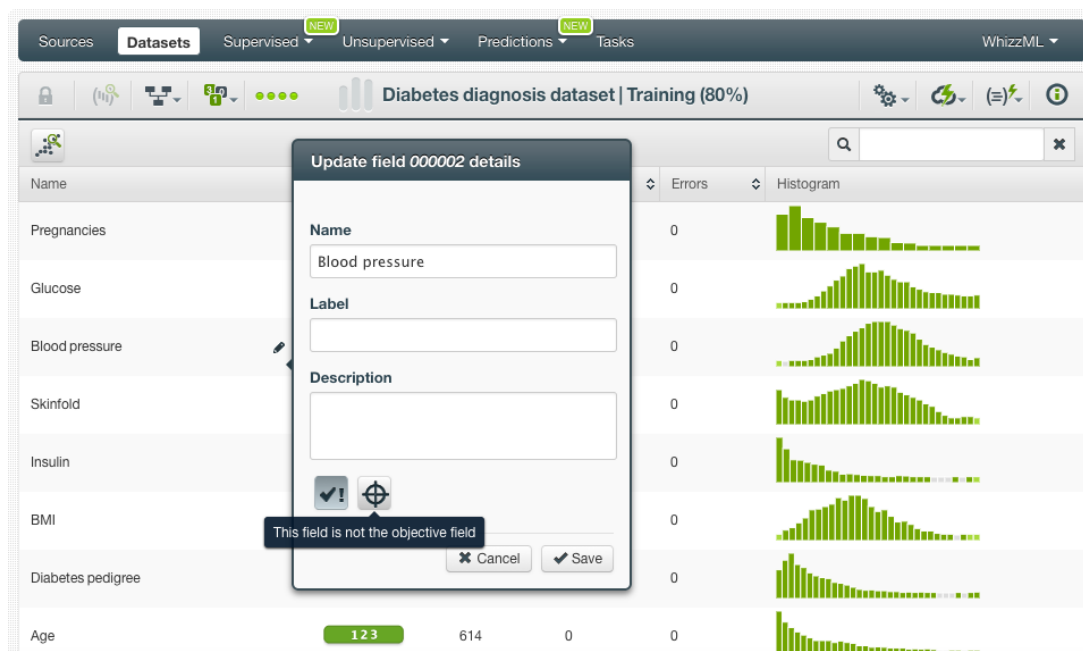 NEW NEW
Sources Datasets Supervised Unsupervised Predictions Tasks WhizzML
Diabetes diagnosis dataset | Training (80%)
Update field 000002 details
Name Errors Histogram
Pregnancies 0
Name
Blood pressure
Glucose 0
Label
Blood pressure 0
Description
Skinfold 0
Insulin 0
✔!
BMI 0
This field is not the objective field
✖ Cancel ✔ Save
Diabetes pedigree 0
Age 123 614 0 0